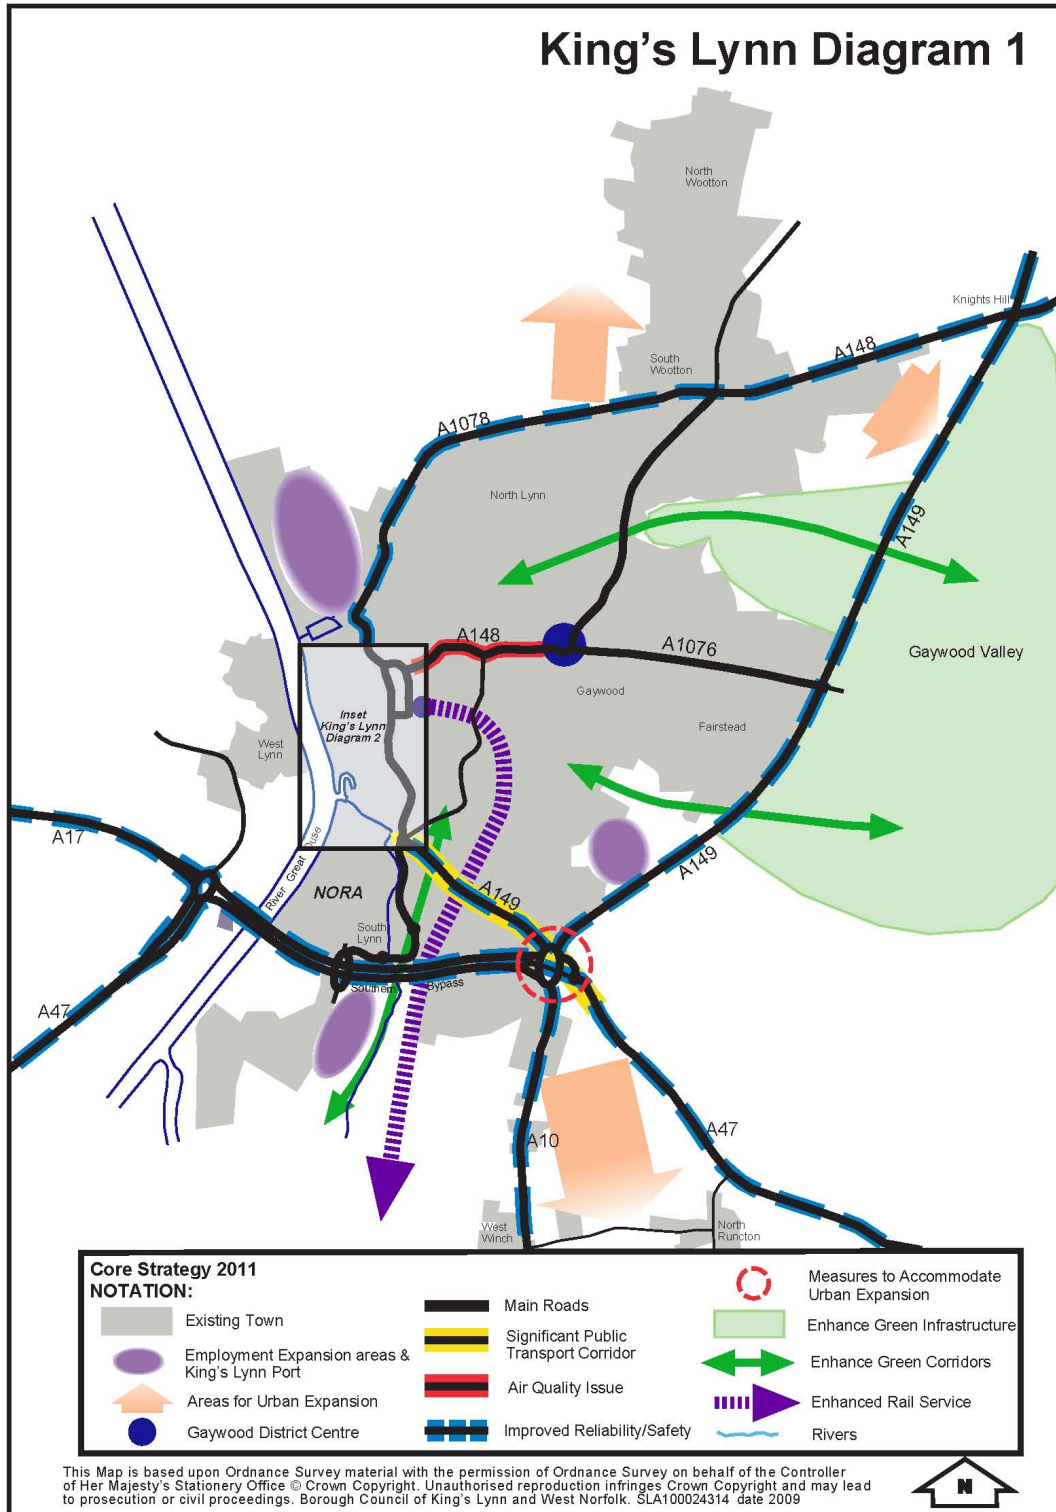 King's Lynn Diagram 1
North
Wootton
Knights Hill
South
Wootton
A148
A1078
North Lynn
A149
A148
A1076
Gaywood Valley
Gaywood
Fairstead
Inset
King's Lynn
Diagram 2
West
Lynn
A17
River Great Ouse
A149
NORA
A149
South
Lynn
Southern Bypass
A47
A10
A47
West
Winch
North
Runcton
Core Strategy 2011
NOTATION:
Existing Town
Employment Expansion areas &
King's Lynn Port
Areas for Urban Expansion
Gaywood District Centre
Main Roads
Significant Public
Transport Corridor
Air Quality Issue
Improved Reliability/Safety
Measures to Accommodate
Urban Expansion
Enhance Green Infrastructure
Enhance Green Corridors
Enhanced Rail Service
Rivers
This Map is based upon Ordnance Survey material with the permission of Ordnance Survey on behalf of the Controller
of Her Majesty's Stationery Office © Crown Copyright. Unauthorised reproduction infringes Crown Copyright and may lead
to prosecution or civil proceedings. Borough Council of King's Lynn and West Norfolk. SLA100024314 date 2009
N